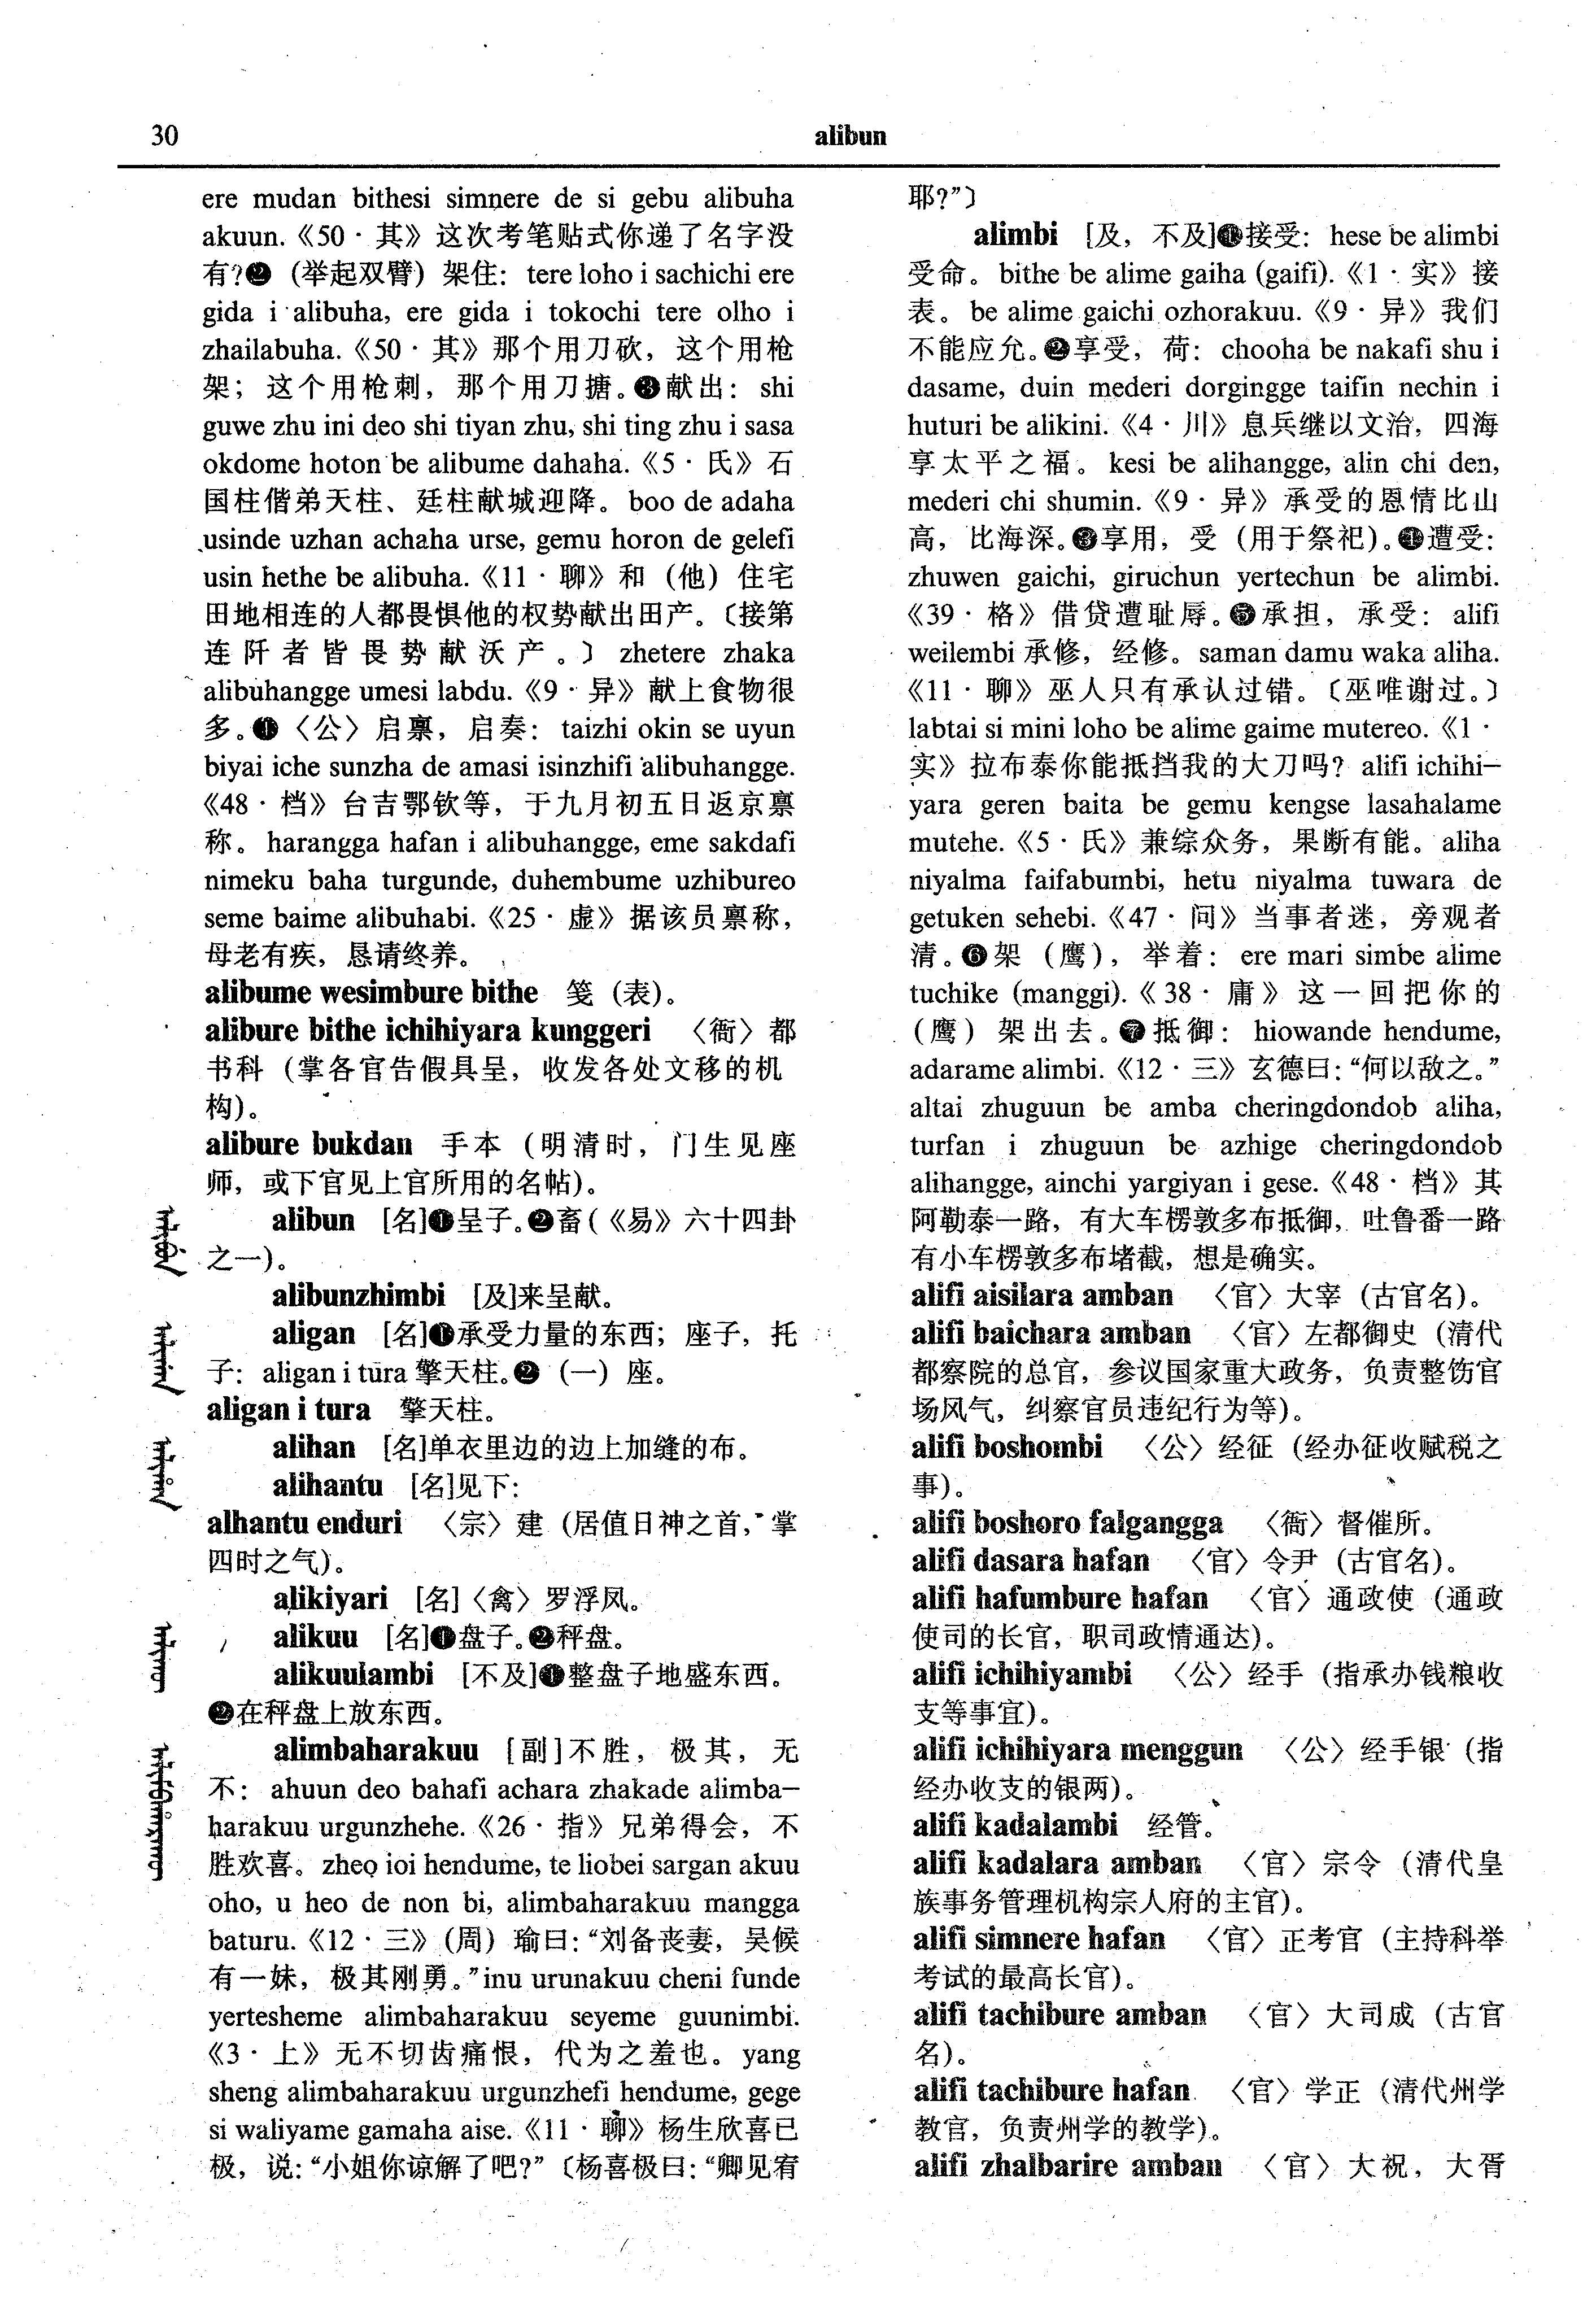 30
alibun
ere mudan bithesi simnere de si gebu alibuha
akuun.《50·其》这次考笔贴式你递了名字没
有?❷（举起双臂）架住: tere loho i sachichi ere
gida i alibuha, ere gida i tokochi tere olho i
zhailabuha.《50·其》那个用刀砍，这个用枪
架；这个用枪刺，那个用刀搪。❸献出: shi
guwe zhu ini deo shi tiyan zhu, shi ting zhu i sasa
okdome hoton be alibume dahaha.《5·氏》石
国柱偕弟天柱、廷柱献城迎降。boo de adaha
usinde uzhan achaha urse, gemu horon de gelefi
usin hethe be alibuha.《11·聊》和（他）住宅
田地相连的人都畏惧他的权势献出田产。〔接第
连阡者皆畏势献沃产。〕zhetere zhaka
alibuhangge umesi labdu.《9·异》献上食物很
多。❹〈公〉启禀，启奏: taizhi okin se uyun
biyai iche sunzha de amasi isinzhifi alibuhangge.
《48·档》台吉鄂钦等，于九月初五日返京禀
称。harangga hafan i alibuhangge, eme sakdafi
nimeku baha turgunde, duhembume uzhibureo
seme baime alibuhabi.《25·虚》据该员禀称，
母老有疾，恳请终养。
alibume wesimbure bithe 笺（表）。
alibure bithe ichihiyara kunggeri 〈衙〉都
书科（掌各官告假具呈，收发各处文移的机
构）。
alibure bukdan 手本（明清时，门生见座
师，或下官见上官所用的名帖）。
alibun [名]❶呈子。❷畜(《易》六十四卦
之一)。
alibunzhimbi [及]来呈献。
aligan [名]❶承受力量的东西；座子，托
子: aligan i tura 擎天柱。❷（一）座。
aligan i tura 擎天柱。
alihan [名]单衣里边的边上加缝的布。
alihantu [名]见下:
alhantu enduri 〈宗〉建（居值日神之首，掌
四时之气）。
alikiyari [名]〈禽〉罗浮凤。
alikuu [名]❶盘子。❷秤盘。
alikuulambi [不及]❶整盘子地盛东西。
❷在秤盘上放东西。
alimbaharakuu [副]不胜，极其，无
不: ahuun deo bahafi achara zhakade alimba-
harakuu urgunzhehe.《26·指》兄弟得会，不
胜欢喜。zheo ioi hendume, te liobei sargan akuu
oho, u heo de non bi, alimbaharakuu mangga
baturu.《12·三》（周）瑜曰:“刘备丧妻，吴候
有一妹，极其刚勇。”inu urunakuu cheni funde
yertesheme alimbaharakuu seyeme guunimbi.
《3·上》无不切齿痛恨，代为之羞也。yang
sheng alimbaharakuu urgunzhefi hendume, gege
si waliyame gamaha aise.《11·聊》杨生欣喜已
极，说:“小姐你谅解了吧?”〔杨喜极曰:“卿见宥
耶?”〕
alimbi [及，不及]❶接受: hese be alimbi
受命。bithe be alime gaiha (gaifi).《1·实》接
表。be alime gaichi ozhorakuu.《9·异》我们
不能应允。❷享受，荷: chooha be nakafi shu i
dasame, duin mederi dorgingge taifin nechin i
huturi be alikini.《4·川》息兵继以文治，四海
享太平之福。kesi be alihangge, alin chi den,
mederi chi shumin.《9·异》承受的恩情比山
高，比海深。❸享用，受（用于祭祀）。❹遭受:
zhuwen gaichi, giruchun yertechun be alimbi.
《39·格》借贷遭耻辱。❺承担，承受: alifi
weilembi 承修，经修。saman damu waka aliha.
《11·聊》巫人只有承认过错。〔巫唯谢过。〕
labtai si mini loho be alime gaime mutereo.《1·
实》拉布泰你能抵挡我的大刀吗? alifi ichihi-
yara geren baita be gemu kengse lasahalame
mutehe.《5·氏》兼综众务，果断有能。aliha
niyalma faifabumbi, hetu niyalma tuwara de
getuken sehebi.《47·问》当事者迷，旁观者
清。❻架（鹰），举着: ere mari simbe alime
tuchike (manggi).《38·庸》这一回把你的
（鹰）架出去。❼抵御: hiowande hendume,
adarame alimbi.《12·三》玄德曰:“何以敌之。”
altai zhuguun be amba cheringdondob aliha,
turfan i zhuguun be azhige cheringdondob
alihangge, ainchi yargiyan i gese.《48·档》其
阿勒泰一路，有大车楞敦多布抵御，吐鲁番一路
有小车楞敦多布堵截，想是确实。
alifi aisilara amban 〈官〉大宰（古官名）。
alifi baichara amban 〈官〉左都御史（清代
都察院的总官，参议国家重大政务，负责整饬官
场风气，纠察官员违纪行为等）。
alifi boshombi 〈公〉经征（经办征收赋税之
事）。
alifi boshoro falgangga 〈衙〉督催所。
alifi dasara hafan 〈官〉令尹（古官名）。
alifi hafumbure hafan 〈官〉通政使（通政
使司的长官，职司政情通达）。
alifi ichihiyambi 〈公〉经手（指承办钱粮收
支等事宜）。
alifi ichihiyara menggun 〈公〉经手银（指
经办收支的银两）。
alifi kadalambi 经管。
alifi kadalara amban 〈官〉宗令（清代皇
族事务管理机构宗人府的主官）。
alifi simnere hafan 〈官〉正考官（主持科举
考试的最高长官）。
alifi tachibure amban 〈官〉大司成（古官
名）。
alifi tachibure hafan 〈官〉学正（清代州学
教官，负责州学的教学）。
alifi zhalbarire amban 〈官〉大祝，大胥